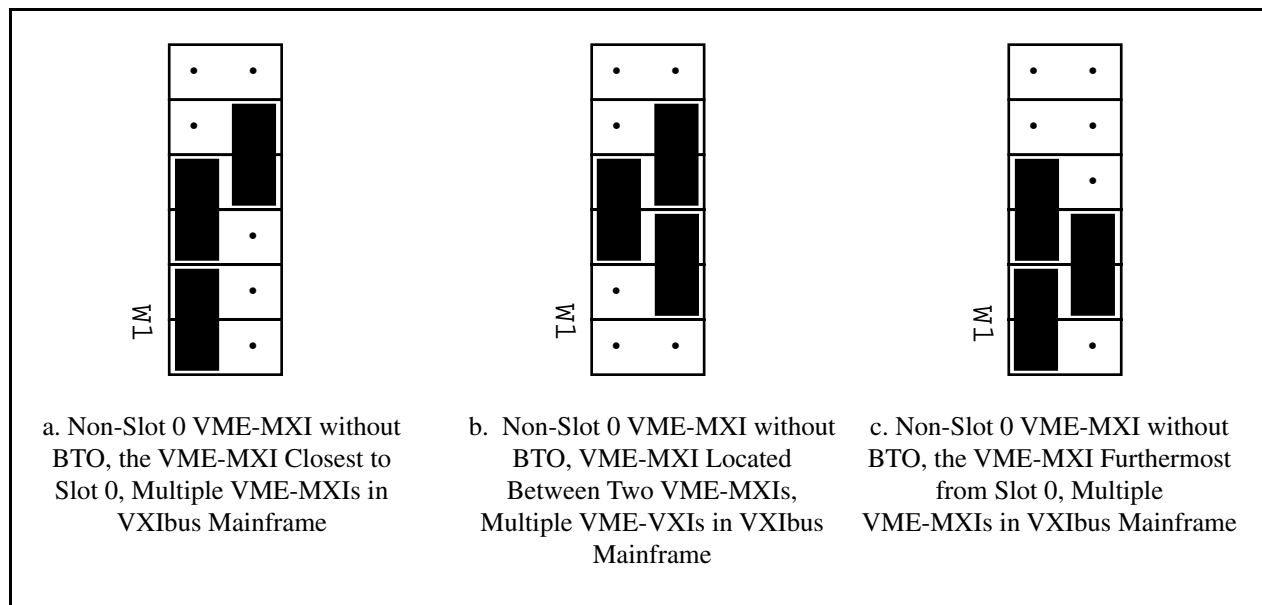 W1
W1
W1
a. Non-Slot 0 VME-MXI without
BTO, the VME-MXI Closest to
Slot 0, Multiple VME-MXIs in
VXIbus Mainframe
b. Non-Slot 0 VME-MXI without
BTO, VME-MXI Located
Between Two VME-MXIs,
Multiple VME-VXIs in VXIbus
Mainframe
c. Non-Slot 0 VME-MXI without
BTO, the VME-MXI Furthermost
from Slot 0, Multiple
VME-MXIs in VXIbus Mainframe